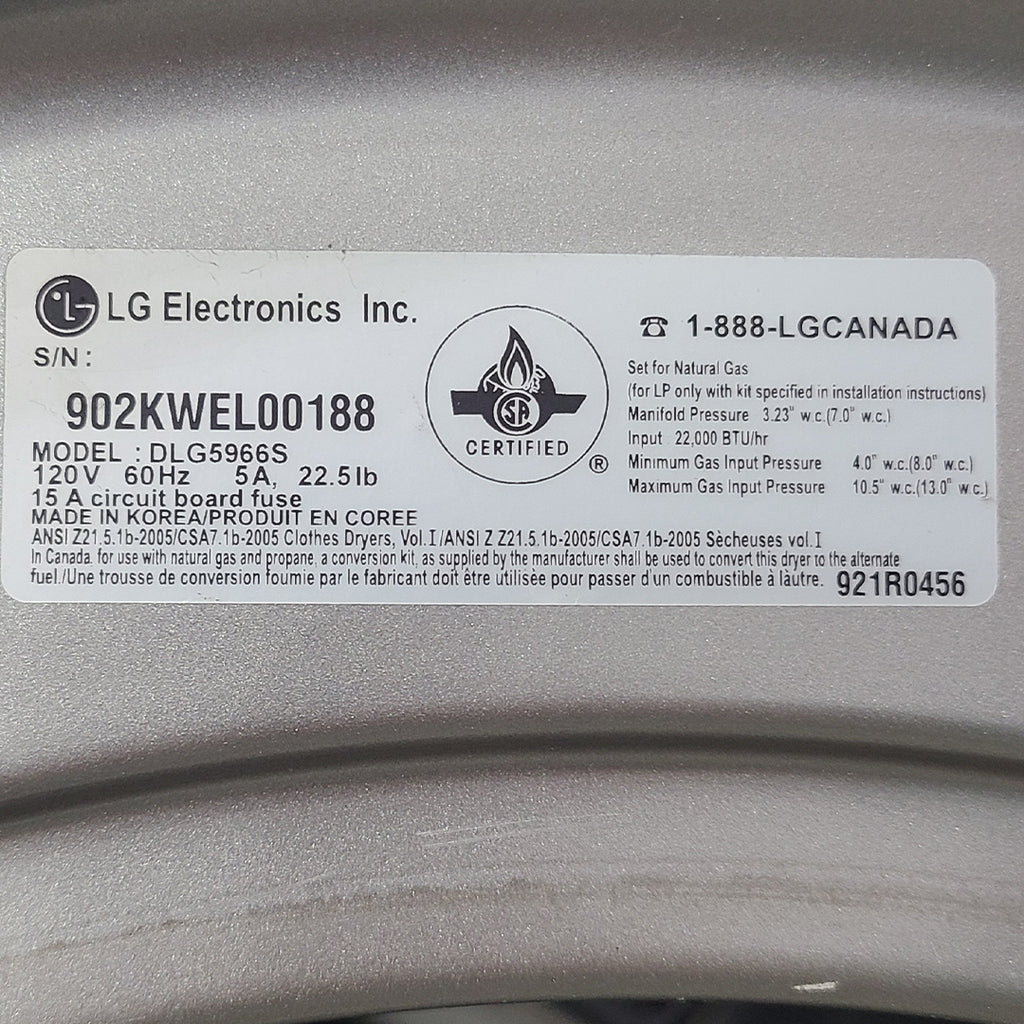 LG LG Electronics Inc.
S/N :
902KWEL00188
MODEL : DLG5966S
120V 60Hz 5A, 22.5lb
15 A circuit board fuse
MADE IN KOREA/PRODUIT EN COREE
SA
CERTIFIED
®
☎ 1-888-LGCANADA
Set for Natural Gas
(for LP only with kit specified in installation instructions)
Manifold Pressure 3.23" w.c.(7.0" w.c.)
Input 22,000 BTU/hr
Minimum Gas Input Pressure 4.0" w.c.(8.0" w.c.)
Maximum Gas Input Pressure 10.5" w.c.(13.0" w.c.)
ANSI Z21.5.1b-2005/CSA7.1b-2005 Clothes Dryers, Vol.I/ANSI Z Z21.5.1b-2005/CSA7.1b-2005 Sècheuses vol.I
In Canada. for use with natural gas and propane, a conversion kit, as supplied by the manufacturer shall be used to convert this dryer to the alternate
fuel./Une trousse de conversion foumie par le fabricant doit être utilisée pour passer d'un combustible à làutre.
921R0456